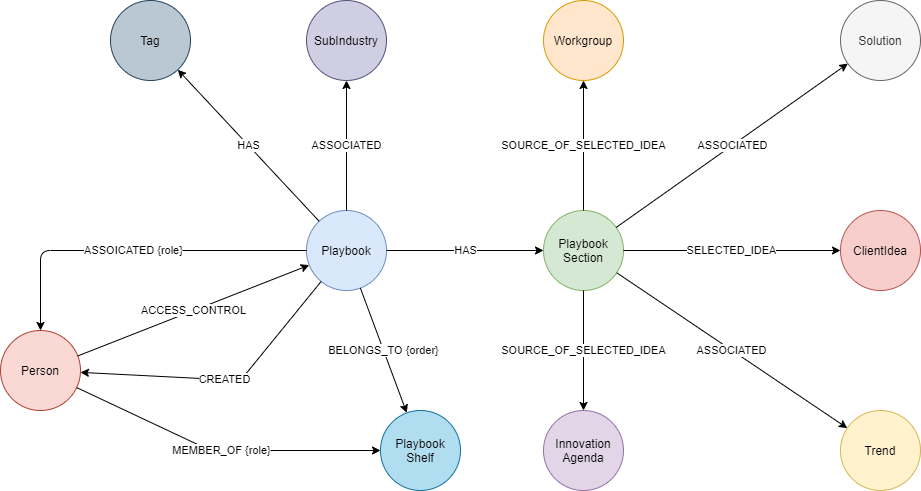 Tag
SubIndustry
Workgroup
Solution
HAS
ASSOCIATED
SOURCE_OF_SELECTED_IDEA
ASSOCIATED
ASSOICATED {role}
Playbook
HAS
Playbook
Section
SELECTED_IDEA
ClientIdea
ACCESS_CONTROL
BELONGS_TO {order}
SOURCE_OF_SELECTED_IDEA
ASSOCIATED
Person
CREATED
MEMBER_OF {role}
Playbook
Shelf
Innovation
Agenda
Trend